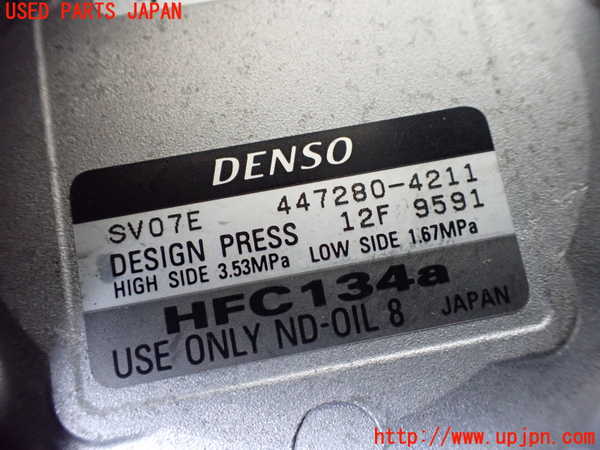 USED PARTS JAPAN
DENSO
SV07E 447280-4211
DESIGN PRESS 12F 9591
HIGH SIDE 3.53MPa LOW SIDE 1.67MPa
HFC134a
USE ONLY ND-OIL 8 JAPAN
http://www.upjpn.com/